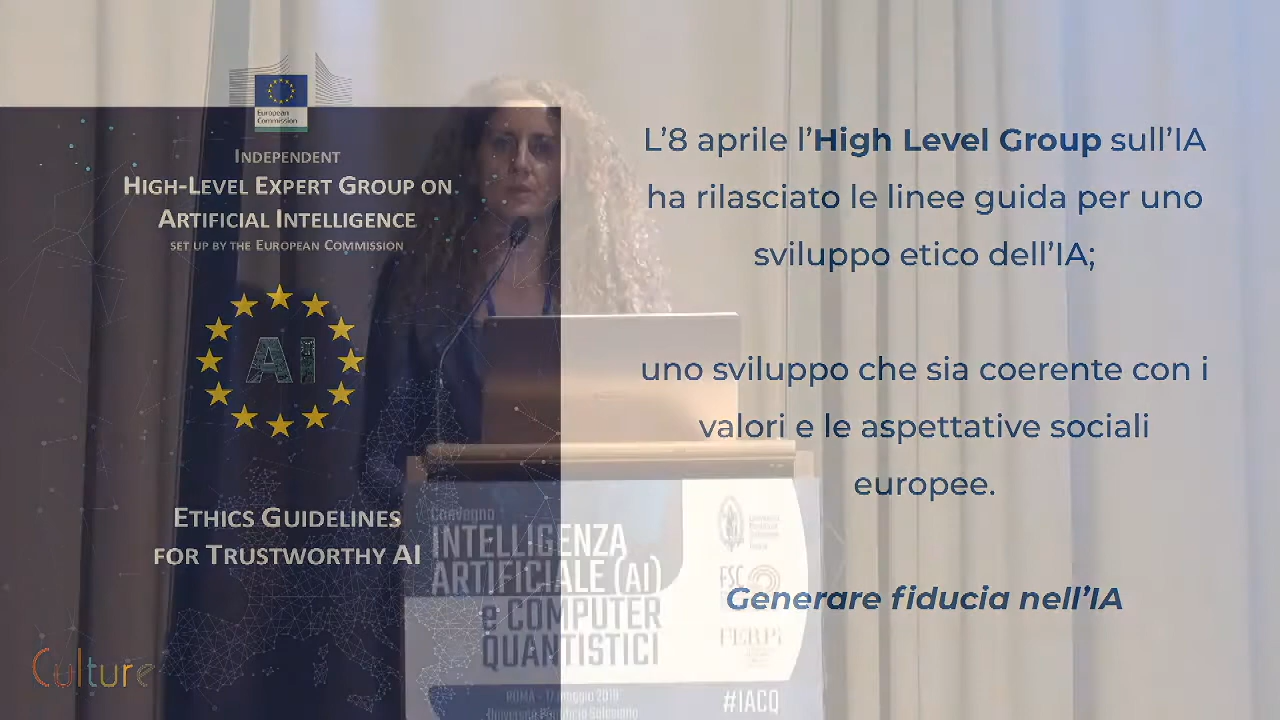 European
Commission
INDEPENDENT
HIGH-LEVEL EXPERT GROUP ON
ARTIFICIAL INTELLIGENCE
SET UP BY THE EUROPEAN COMMISSION
AI
ETHICS GUIDELINES
FOR TRUSTWORTHY AI
L'8 aprile l'High Level Group sull'IA
ha rilasciato le linee guida per uno
sviluppo etico dell'IA;
uno sviluppo che sia coerente con i
valori e le aspettative sociali
europee.
Generare fiducia nell'IA
Convegno
INTELLIGENZA
ARTIFICIALE (AI)
e COMPUTER
QUANTISTICI
ROMA - 17 maggio 2019
Università Pontificia Salesiana
FSC
FERPI
#IACQ
Culture